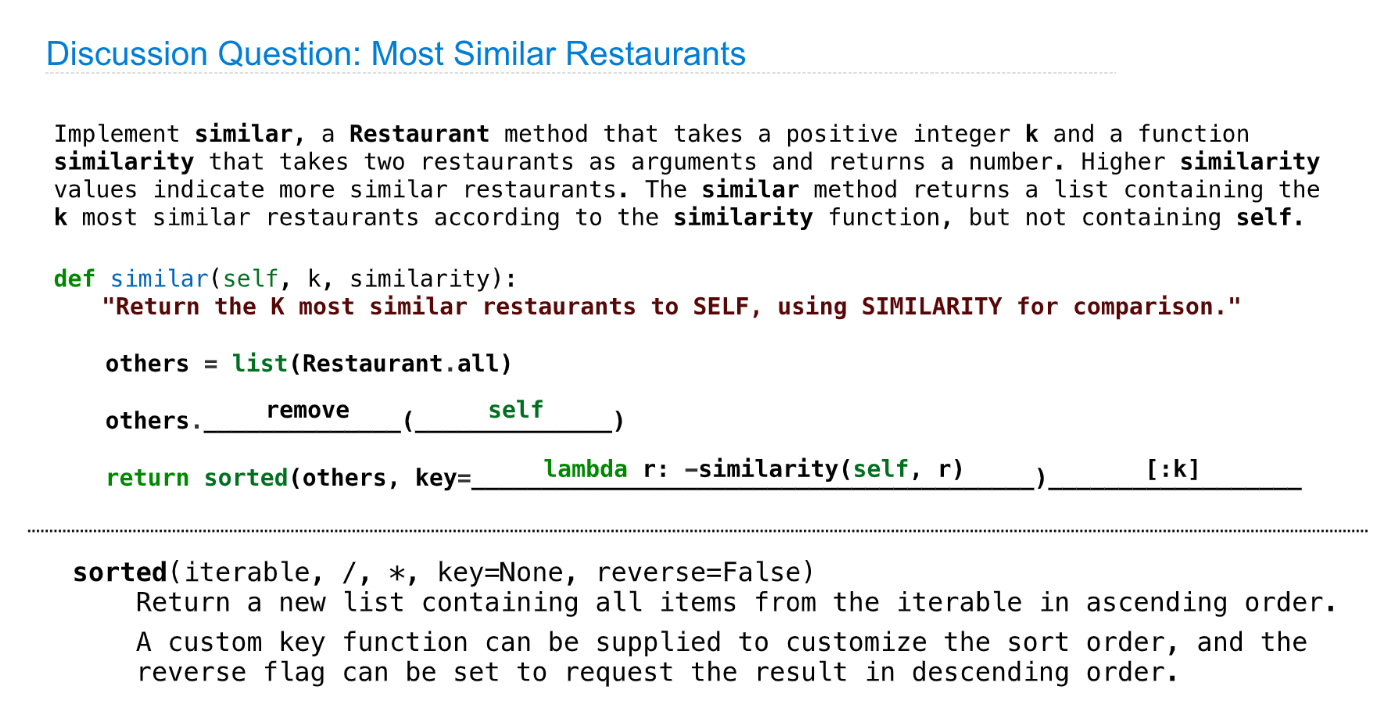 Discussion Question: Most Similar Restaurants
Implement similar, a Restaurant method that takes a positive integer k and a function
similarity that takes two restaurants as arguments and returns a number. Higher similarity
values indicate more similar restaurants. The similar method returns a list containing the
k most similar restaurants according to the similarity function, but not containing self.
def similar(self, k, similarity):
"Return the K most similar restaurants to SELF, using SIMILARITY for comparison."
others = list(Restaurant.all)
others.remove(self)
return sorted(others, key=lambda r: -similarity(self, r))[:k]
sorted(iterable, /, *, key=None, reverse=False)
Return a new list containing all items from the iterable in ascending order.
A custom key function can be supplied to customize the sort order, and the
reverse flag can be set to request the result in descending order.